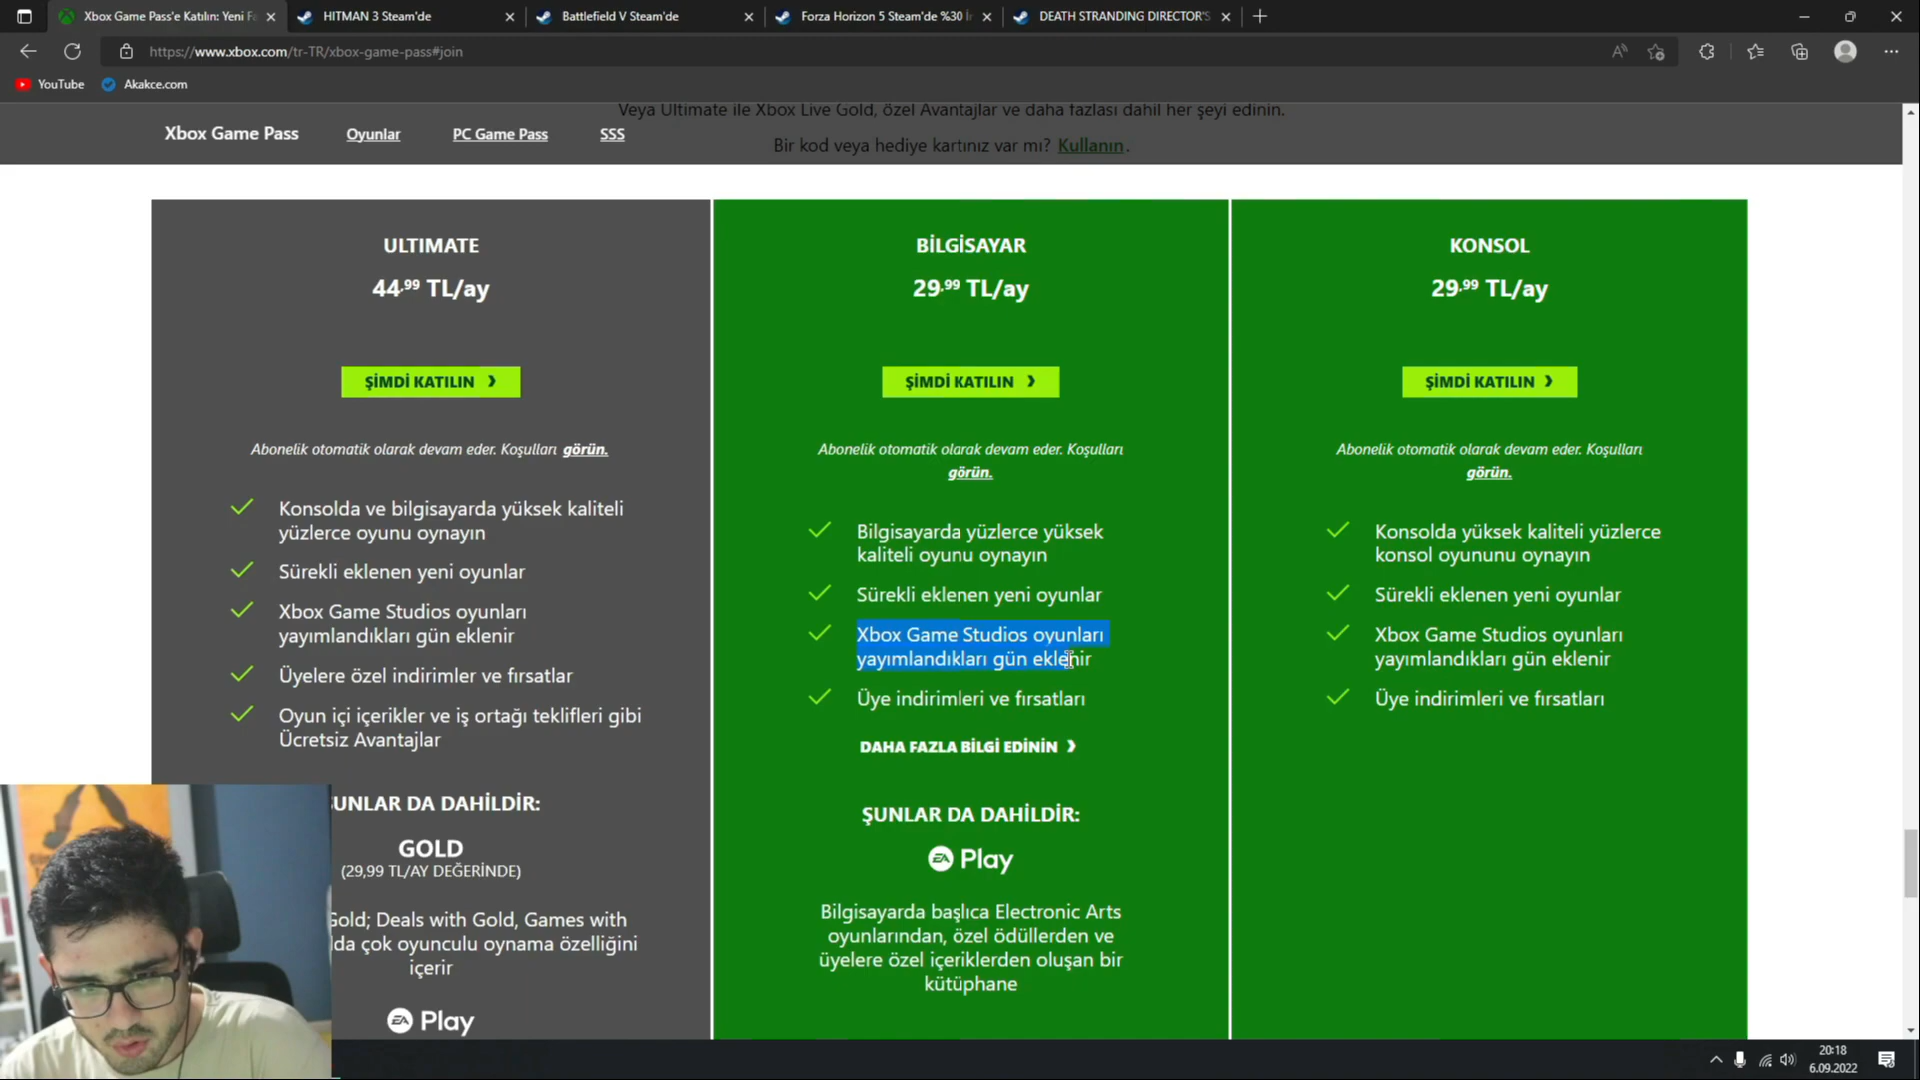 Xbox Game Pass'e Katılın: Yeni Fa
HITMAN 3 Steam'de
Battlefield V Steam'de
Forza Horizon 5 Steam'de %30 in
DEATH STRANDING DIRECTOR'S
https://www.xbox.com/tr-TR/xbox-game-pass#join
YouTube
Akakce.com
Veya Ultimate ile Xbox Live Gold, özel Avantajlar ve daha fazlası dahil her şeyi edinin.
Xbox Game Pass
Oyunlar
PC Game Pass
SSS
Bir kod veya hediye kartınız var mı? Kullanın.
ULTIMATE
44,99 TL/ay
ŞİMDİ KATILIN
Abonelik otomatik olarak devam eder. Koşulları görün.
Konsolda ve bilgisayarda yüksek kaliteli
yüzlerce oyunu oynayın
Sürekli eklenen yeni oyunlar
Xbox Game Studios oyunları
yayımlandıkları gün eklenir
Üyelere özel indirimler ve fırsatlar
Oyun içi içerikler ve iş ortağı teklifleri gibi
Ücretsiz Avantajlar
ŞUNLAR DA DAHİLDİR:
GOLD
(29,99 TL/AY DEĞERİNDE)
Gold; Deals with Gold, Games with
lda çok oyunculu oynama özelliğini
içerir
EA Play
BİLGİSAYAR
29,99 TL/ay
ŞİMDİ KATILIN
Abonelik otomatik olarak devam eder. Koşulları
görün.
Bilgisayarda yüzlerce yüksek
kaliteli oyunu oynayın
Sürekli eklenen yeni oyunlar
Xbox Game Studios oyunları
yayımlandıkları gün eklenir
Üye indirimleri ve fırsatları
DAHA FAZLA BİLGİ EDİNİN
ŞUNLAR DA DAHİLDİR:
EA Play
Bilgisayarda başlıca Electronic Arts
oyunlarından, özel ödüllerden ve
üyelere özel içeriklerden oluşan bir
kütüphane
KONSOL
29,99 TL/ay
ŞİMDİ KATILIN
Abonelik otomatik olarak devam eder. Koşulları
görün.
Konsolda yüksek kaliteli yüzlerce
konsol oyununu oynayın
Sürekli eklenen yeni oyunlar
Xbox Game Studios oyunları
yayımlandıkları gün eklenir
Üye indirimleri ve fırsatları
20:18
6.09.2022